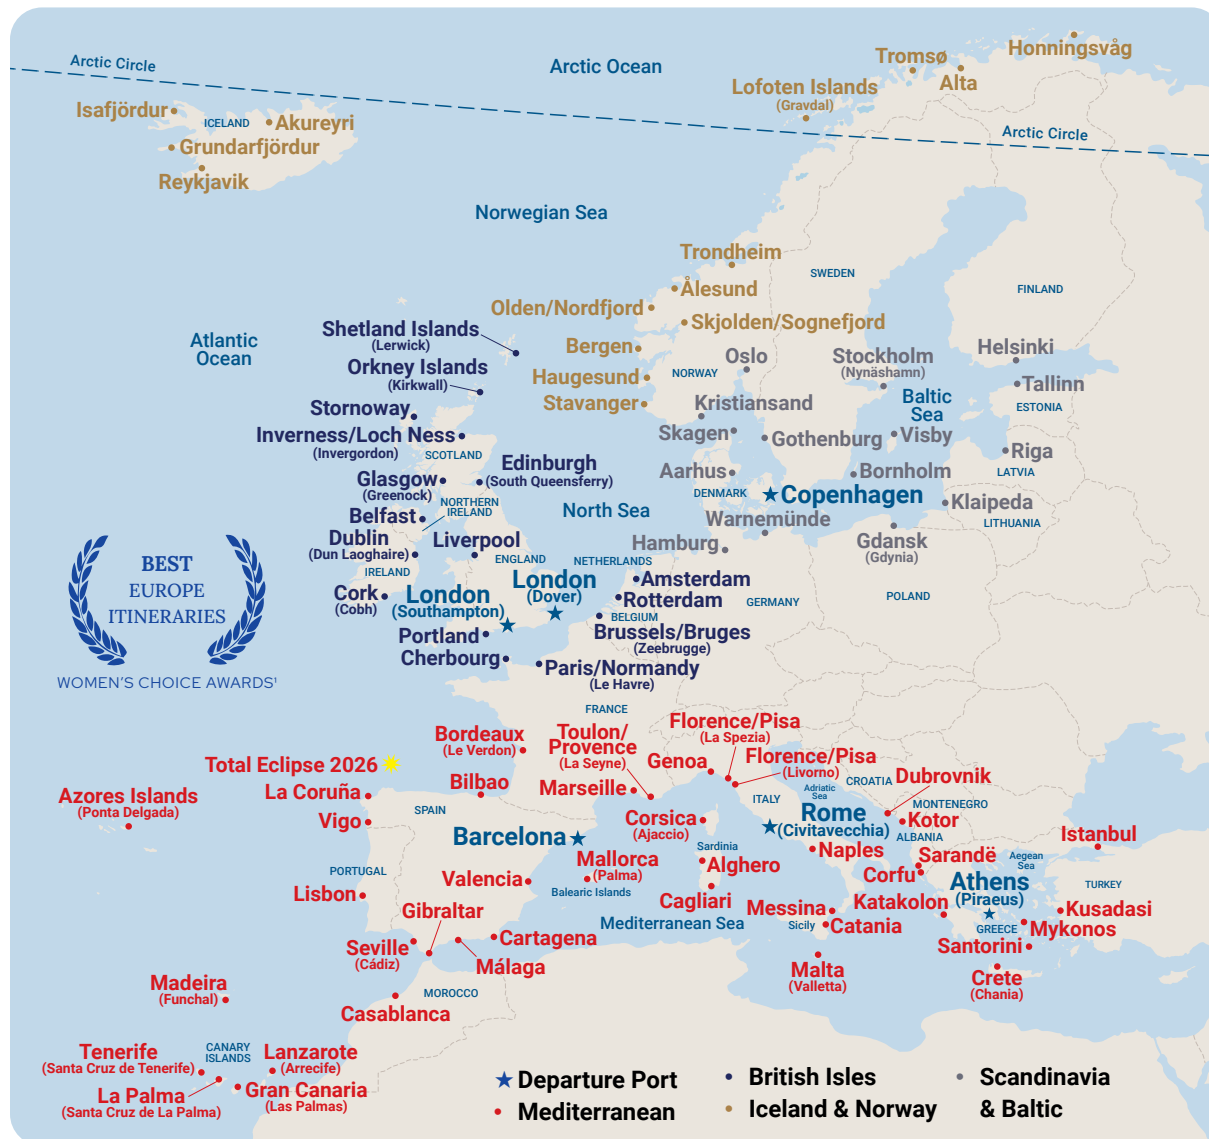 Arctic Circle
Arctic Ocean
Tromsø
Honningsvåg
Alta
Lofoten Islands
(Gravdal)
Arctic Circle
Isafjördur
ICELAND
Akureyri
Grundarfjördur
Reykjavik
Norwegian Sea
Trondheim
SWEDEN
FINLAND
Ålesund
Olden/Nordfjord
Skjolden/Sognefjord
Atlantic
Ocean
Shetland Islands
(Lerwick)
Bergen
Oslo
Stockholm
(Nynäshamn)
Helsinki
Orkney Islands
(Kirkwall)
Haugesund
NORWAY
Tallinn
Baltic
Sea
ESTONIA
Stornoway
Stavanger
Kristiansand
Inverness/Loch Ness
(Invergordon)
SCOTLAND
Skagen
Gothenburg
Visby
Riga
LATVIA
Edinburgh
(South Queensferry)
Glasgow
(Greenock)
Aarhus
Bornholm
DENMARK
Copenhagen
Klaipeda
LITHUANIA
NORTHERN
IRELAND
Belfast
North Sea
Warnemünde
Gdansk
(Gdynia)
Dublin
(Dun Laoghaire)
Liverpool
Hamburg
BEST
EUROPE
ITINERARIES
WOMEN'S CHOICE AWARDS¹
IRELAND
ENGLAND
NETHERLANDS
London
(Dover)
Amsterdam
Cork
(Cobh)
London
(Southampton)
Rotterdam
GERMANY
POLAND
BELGIUM
Brussels/Bruges
(Zeebrugge)
Portland
Cherbourg
Paris/Normandy
(Le Havre)
FRANCE
Bordeaux
(Le Verdon)
Toulon/
Provence
(La Seyne)
Florence/Pisa
(La Spezia)
Genoa
Florence/Pisa
(Livorno)
Total Eclipse 2026
La Coruña
Bilbao
Marseille
CROATIA
Dubrovnik
Adriatic
Sea
ITALY
MONTENEGRO
Azores Islands
(Ponta Delgada)
Vigo
SPAIN
Corsica
(Ajaccio)
Rome
(Civitavecchia)
Kotor
ALBANIA
Istanbul
Barcelona
Sardinia
Naples
Sarandë
Aegean
Sea
Mallorca
(Palma)
Alghero
Corfu
PORTUGAL
Valencia
Balearic Islands
Athens
(Piraeus)
TURKEY
Lisbon
Gibraltar
Cagliari
Messina
Katakolon
Kusadasi
Mediterranean Sea
Sicily
Catania
GREECE
Mykonos
Seville
(Cádiz)
Cartagena
Santorini
Málaga
Malta
(Valletta)
Crete
(Chania)
Madeira
(Funchal)
MOROCCO
Casablanca
Tenerife
(Santa Cruz de Tenerife)
CANARY
ISLANDS
Lanzarote
(Arrecife)
La Palma
(Santa Cruz de La Palma)
Gran Canaria
(Las Palmas)
Departure Port
British Isles
Scandinavia
& Baltic
Mediterranean
Iceland & Norway